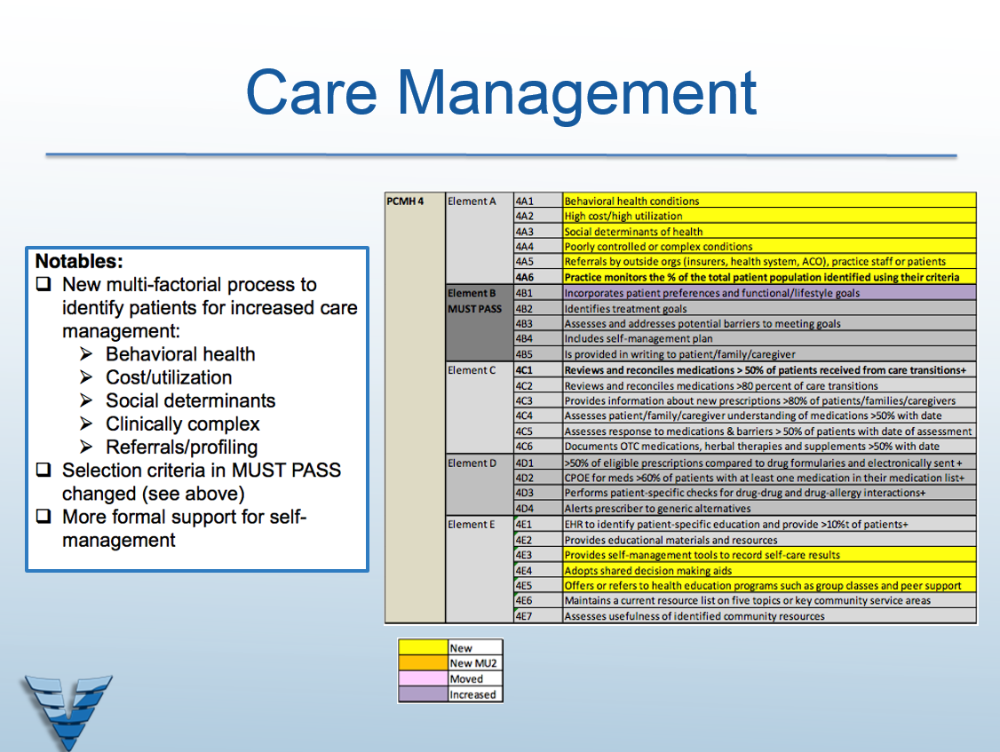 Care Management
Notables:
New multi-factorial process to
identify patients for increased care
management:
Behavioral health
Cost/utilization
Social determinants
Clinically complex
Referrals/profiling
Selection criteria in MUST PASS
changed (see above)
More formal support for self-
management
PCMH 4 Element A 4A1 Behavioral health conditions
4A2 High cost/high utilization
4A3 Social determinants of health
4A4 Poorly controlled or complex conditions
4A5 Referrals by outside orgs (insurers, health system, ACO), practice staff or patients
4A6 Practice monitors the % of the total patient population identified using their criteria
Element B 4B1 Incorporates patient preferences and functional/lifestyle goals
MUST PASS 4B2 Identifies treatment goals
4B3 Assesses and addresses potential barriers to meeting goals
4B4 Includes self-management plan
4B5 Is provided in writing to patient/family/caregiver
Element C 4C1 Reviews and reconciles medications > 50% of patients received from care transitions+
4C2 Reviews and reconciles medications >80 percent of care transitions
4C3 Provides information about new prescriptions >80% of patients/families/caregivers
4C4 Assesses patient/family/caregiver understanding of medications >50% with date
4C5 Assesses response to medications & barriers > 50% of patients with date of assessment
4C6 Documents OTC medications, herbal therapies and supplements >50% with date
Element D 4D1 >50% of eligible prescriptions compared to drug formularies and electronically sent +
4D2 CPOE for meds >60% of patients with at least one medication in their medication list+
4D3 Performs patient-specific checks for drug-drug and drug-allergy interactions+
4D4 Alerts prescriber to generic alternatives
Element E 4E1 EHR to identify patient-specific education and provide >10%t of patients+
4E2 Provides educational materials and resources
4E3 Provides self-management tools to record self-care results
4E4 Adopts shared decision making aids
4E5 Offers or refers to health education programs such as group classes and peer support
4E6 Maintains a current resource list on five topics or key community service areas
4E7 Assesses usefulness of identified community resources
New
New MU2
Moved
Increased